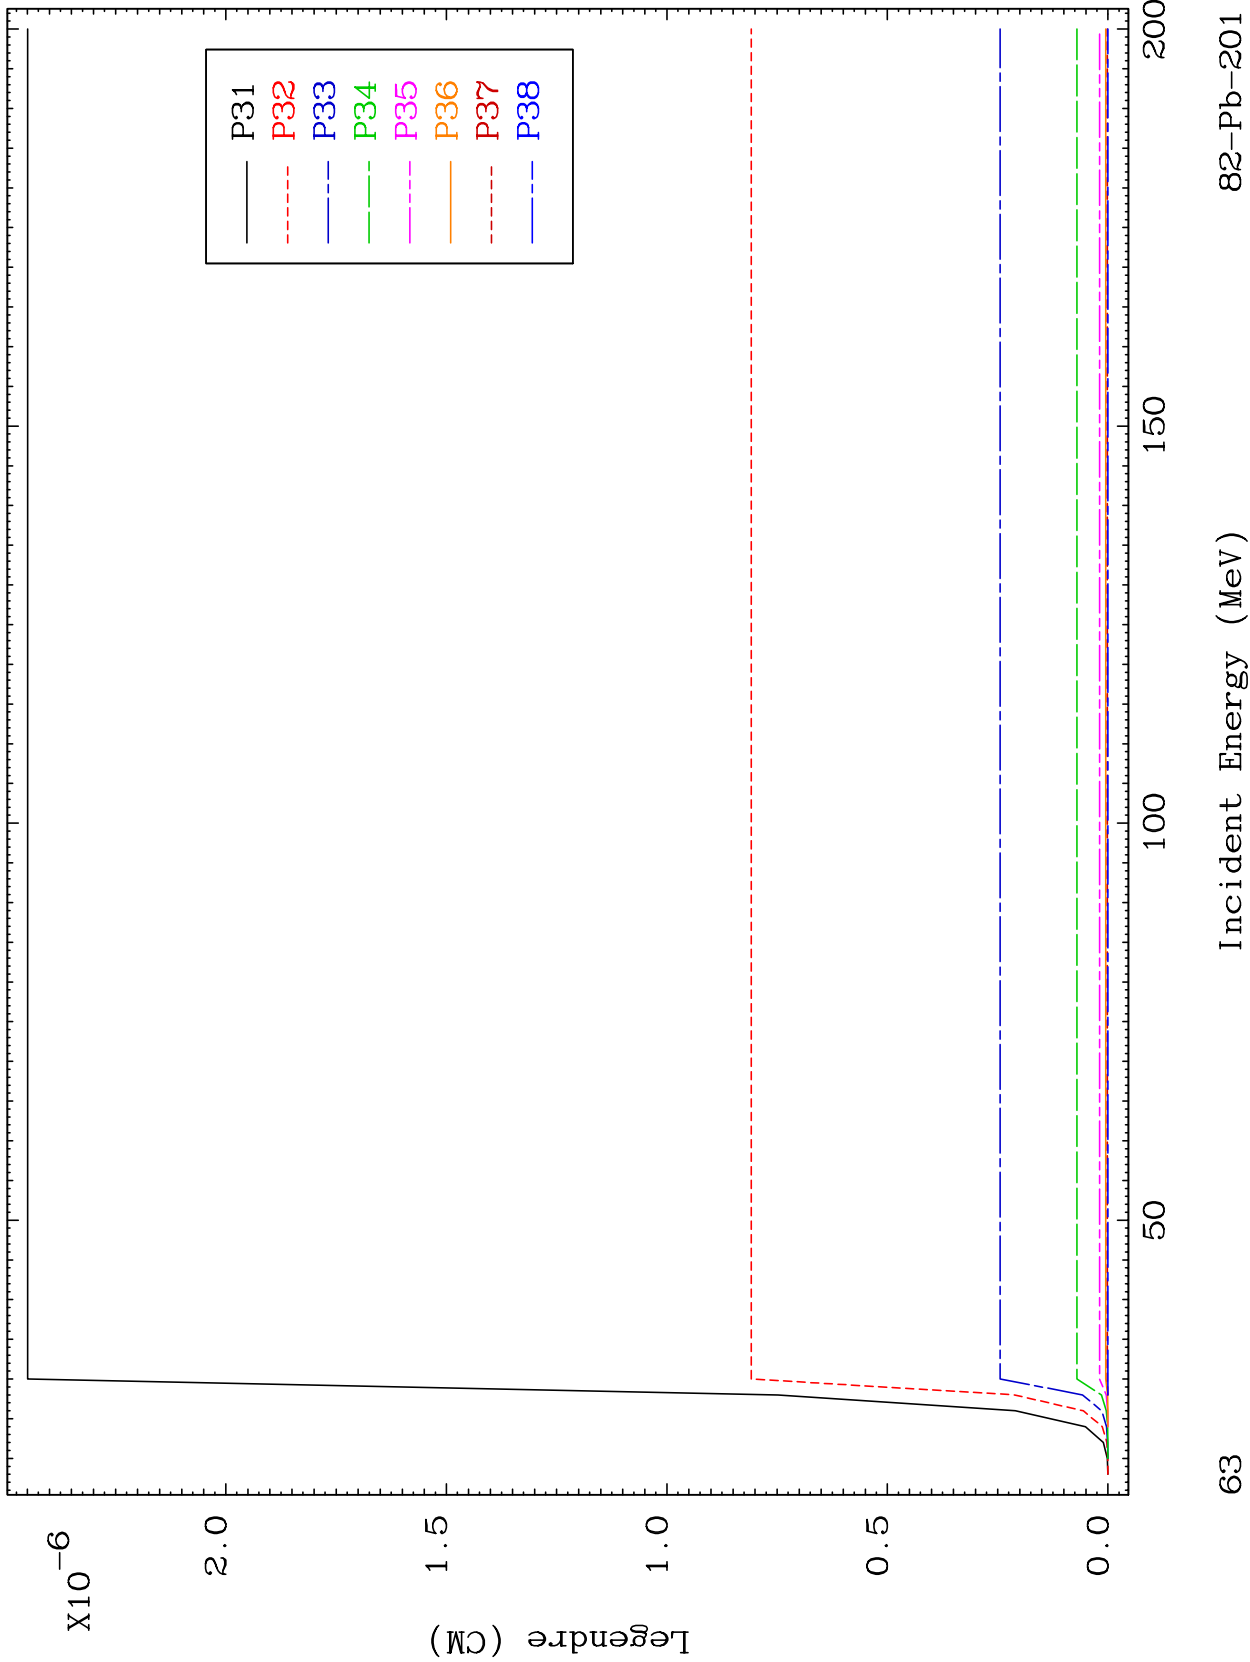 X10-6
2.0
1.5
1.0
0.5
0.0
Legendre (CM)
P31
P32
P33
P34
P35
P36
P37
P38
50
100
150
200
63
Incident Energy (MeV)
82-Pb-201